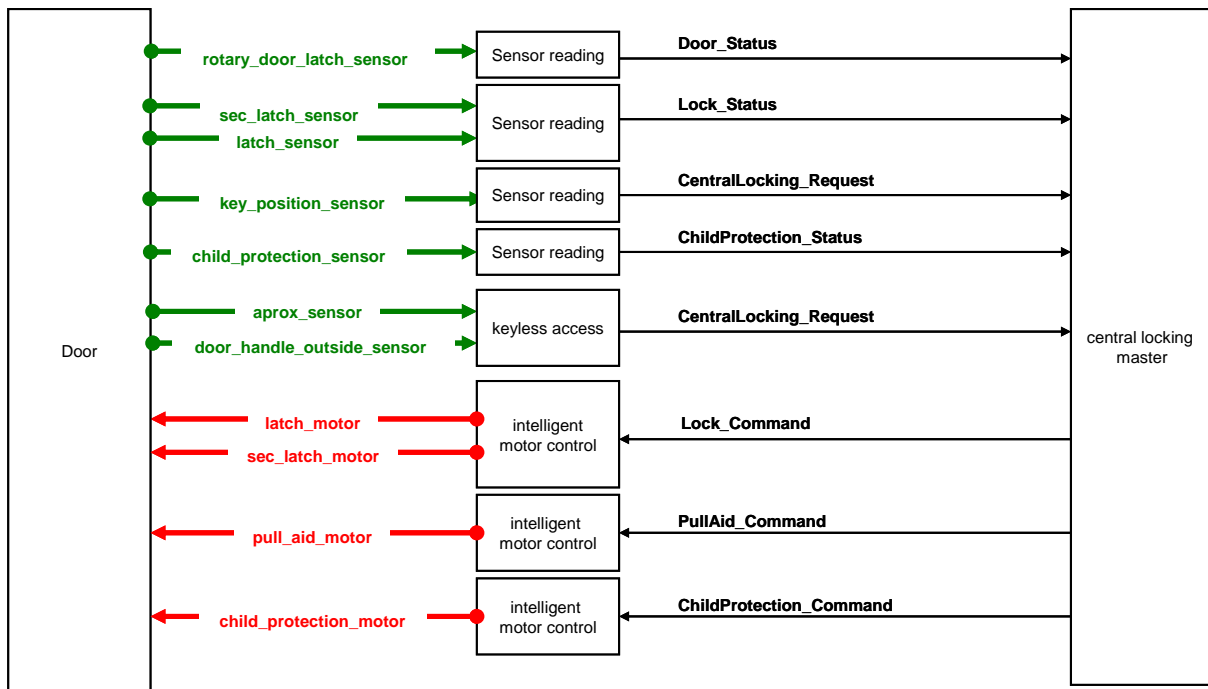 Door_Status
rotary_door_latch_sensor
Sensor reading
sec_latch_sensor
Lock_Status
Sensor reading
latch_sensor
CentralLocking_Request
key_position_sensor
Sensor reading
ChildProtection_Status
child_protection_sensor
Sensor reading
aprox_sensor
CentralLocking_Request
keyless access
door_handle_outside_sensor
Door
central locking
master
latch_motor
Lock_Command
intelligent
motor control
sec_latch_motor
PullAid_Command
pull_aid_motor
intelligent
motor control
ChildProtection_Command
child_protection_motor
intelligent
motor control